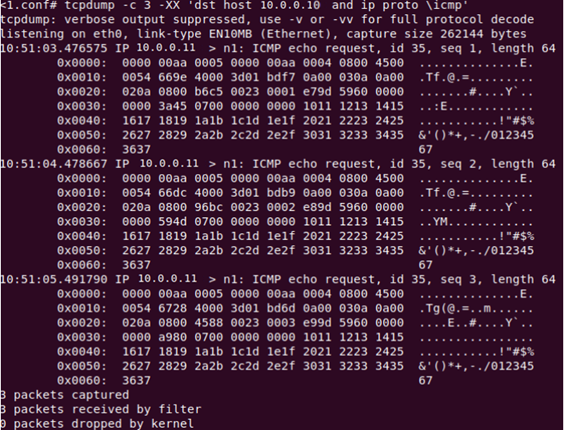 <1.conf# tcpdump -c 3 -XX 'dst host 10.0.0.10  and ip proto \icmp'
tcpdump: verbose output suppressed, use -v or -vv for full protocol decode
listening on eth0, link-type EN10MB (Ethernet), capture size 262144 bytes
10:51:03.476575 IP 10.0.0.11 > n1: ICMP echo request, id 35, seq 1, length 64
0x0000:  0000 00aa 0005 0000 00aa 0004 0800 4500  ..............E.
0x0010:  0054 669e 4000 3d01 bdf7 0a00 030a 0a00  .Tf.@.=.........
0x0020:  020a 0800 b6c5 0023 0001 e79d 5960 0000  .......#....Y`..
0x0030:  0000 3a45 0700 0000 0000 1011 1213 1415  ..:E............
0x0040:  1617 1819 1a1b 1c1d 1e1f 2021 2223 2425  ...........!"#$%
0x0050:  2627 2829 2a2b 2c2d 2e2f 3031 3233 3435  &'()*+,-./012345
0x0060:  3637  67
10:51:04.478667 IP 10.0.0.11 > n1: ICMP echo request, id 35, seq 2, length 64
0x0000:  0000 00aa 0005 0000 00aa 0004 0800 4500  ..............E.
0x0010:  0054 66dc 4000 3d01 bdb9 0a00 030a 0a00  .Tf.@.=.........
0x0020:  020a 0800 96bc 0023 0002 e89d 5960 0000  .......#....Y`..
0x0030:  0000 594d 0700 0000 0000 1011 1213 1415  ..YM............
0x0040:  1617 1819 1a1b 1c1d 1e1f 2021 2223 2425  ...........!"#$%
0x0050:  2627 2829 2a2b 2c2d 2e2f 3031 3233 3435  &'()*+,-./012345
0x0060:  3637  67
10:51:05.491790 IP 10.0.0.11 > n1: ICMP echo request, id 35, seq 3, length 64
0x0000:  0000 00aa 0005 0000 00aa 0004 0800 4500  ..............E.
0x0010:  0054 6728 4000 3d01 bd6d 0a00 030a 0a00  .Tg(@.=..m......
0x0020:  020a 0800 4588 0023 0003 e99d 5960 0000  ....E..#....Y`..
0x0030:  0000 a980 0700 0000 0000 1011 1213 1415  ................
0x0040:  1617 1819 1a1b 1c1d 1e1f 2021 2223 2425  ...........!"#$%
0x0050:  2627 2829 2a2b 2c2d 2e2f 3031 3233 3435  &'()*+,-./012345
0x0060:  3637  67
3 packets captured
3 packets received by filter
0 packets dropped by kernel